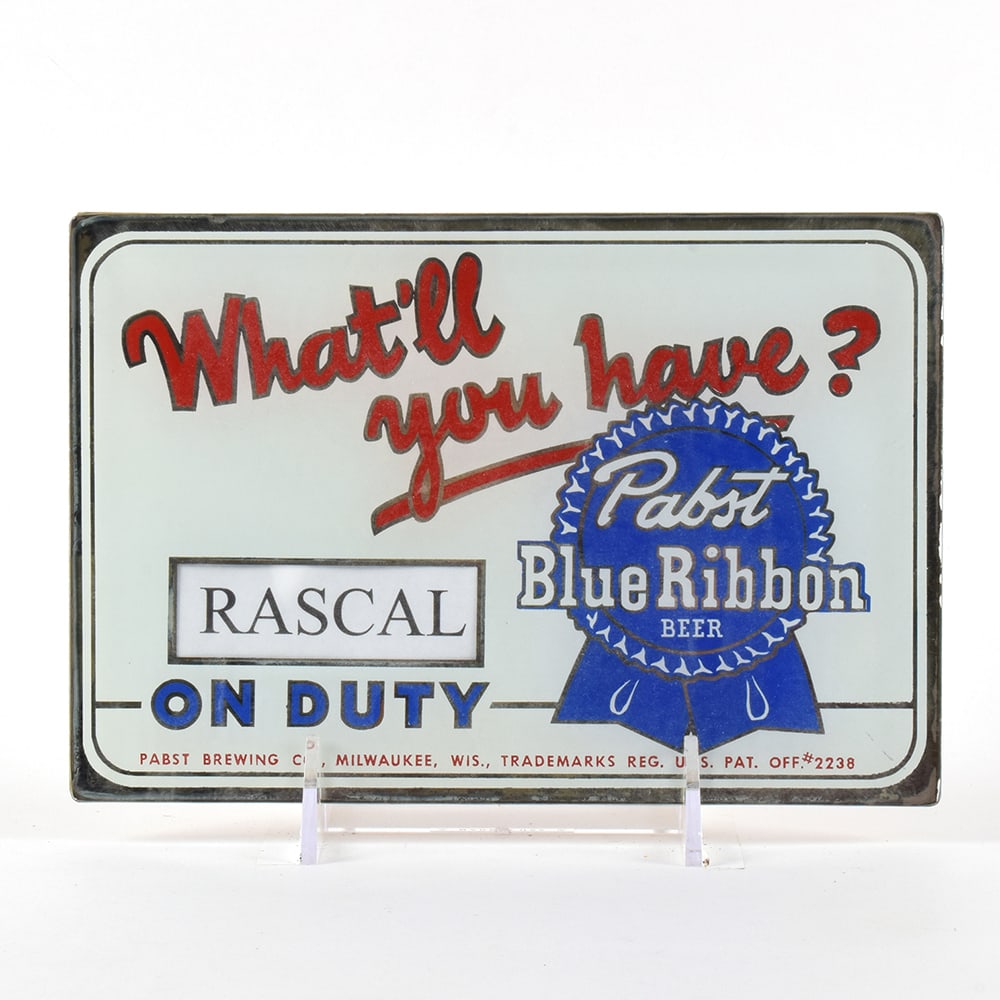 What'll
you have?
Pabst
Blue Ribbon
BEER
RASCAL
ON DUTY
PABST BREWING CO., MILWAUKEE, WIS., TRADEMARKS REG. U.S. PAT. OFF. #2238